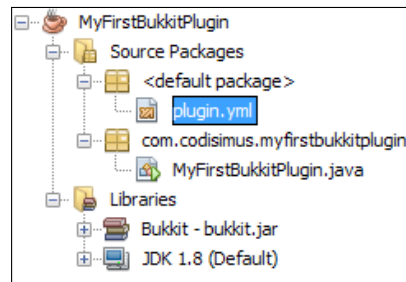 MyFirstBukkitPlugin
Source Packages
<default package>
plugin.yml
com.codisimus.myfirstbukkitplugin
MyFirstBukkitPlugin.java
Libraries
Bukkit - bukkit.jar
JDK 1.8 (Default)